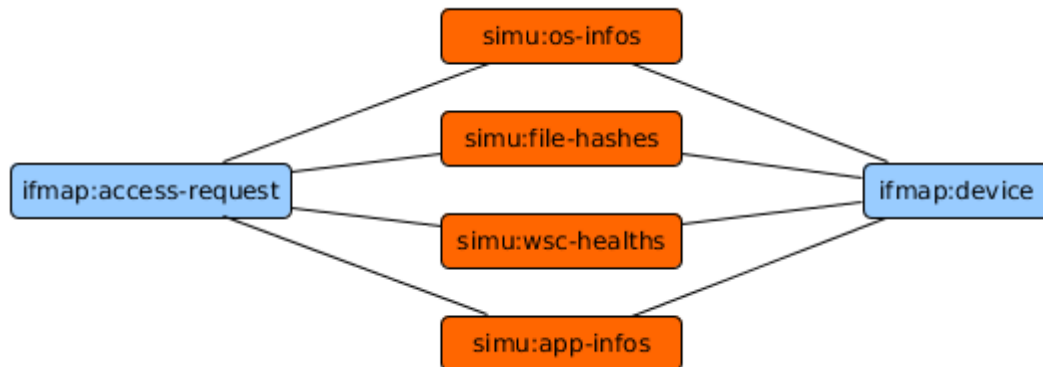 simu:os-infos
simu:file-hashes
ifmap:access-request
ifmap:device
simu:wsc-healths
simu:app-infos